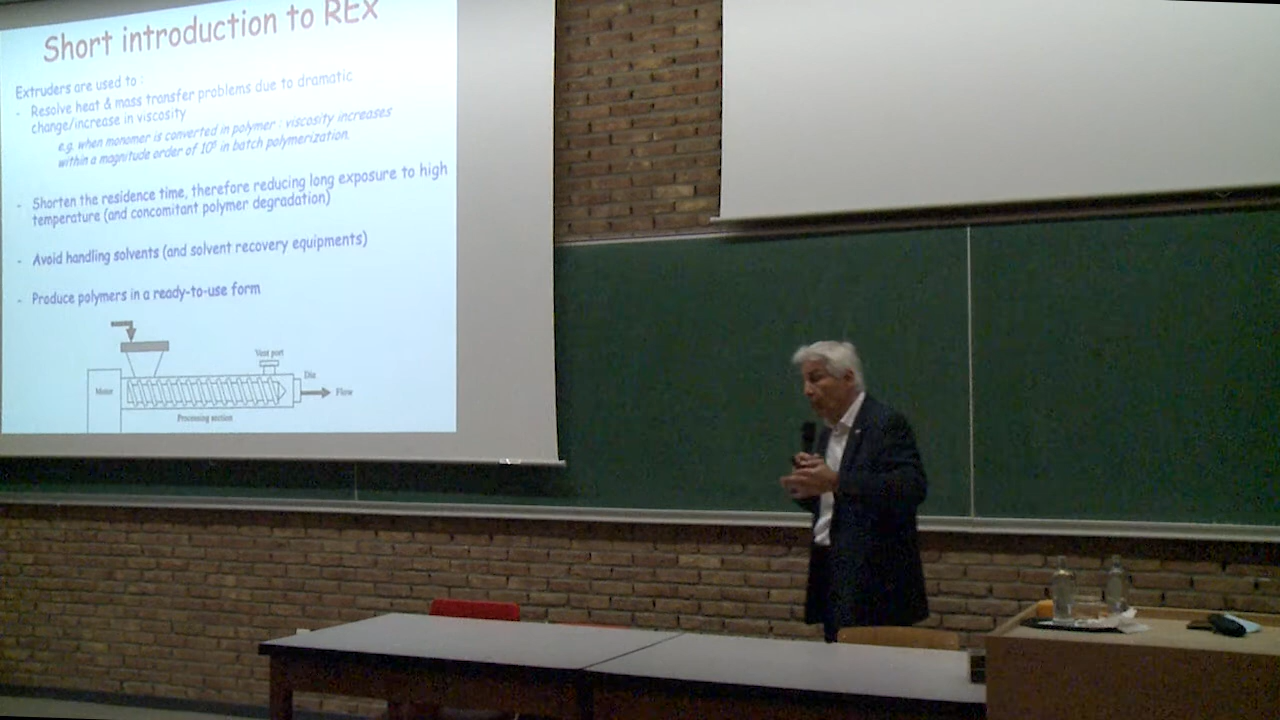 Short introduction to REx
Extruders are used to :
- Resolve heat & mass transfer problems due to dramatic
change/increase in viscosity
e.g. when monomer is converted in polymer : viscosity increases
within a magnitude order of 10⁵ in batch polymerization.
- Shorten the residence time, therefore reducing long exposure to high
temperature (and concomitant polymer degradation)
- Avoid handling solvents (and solvent recovery equipments)
- Produce polymers in a ready-to-use form
Vent port
Motor
Die
Flow
Processing section